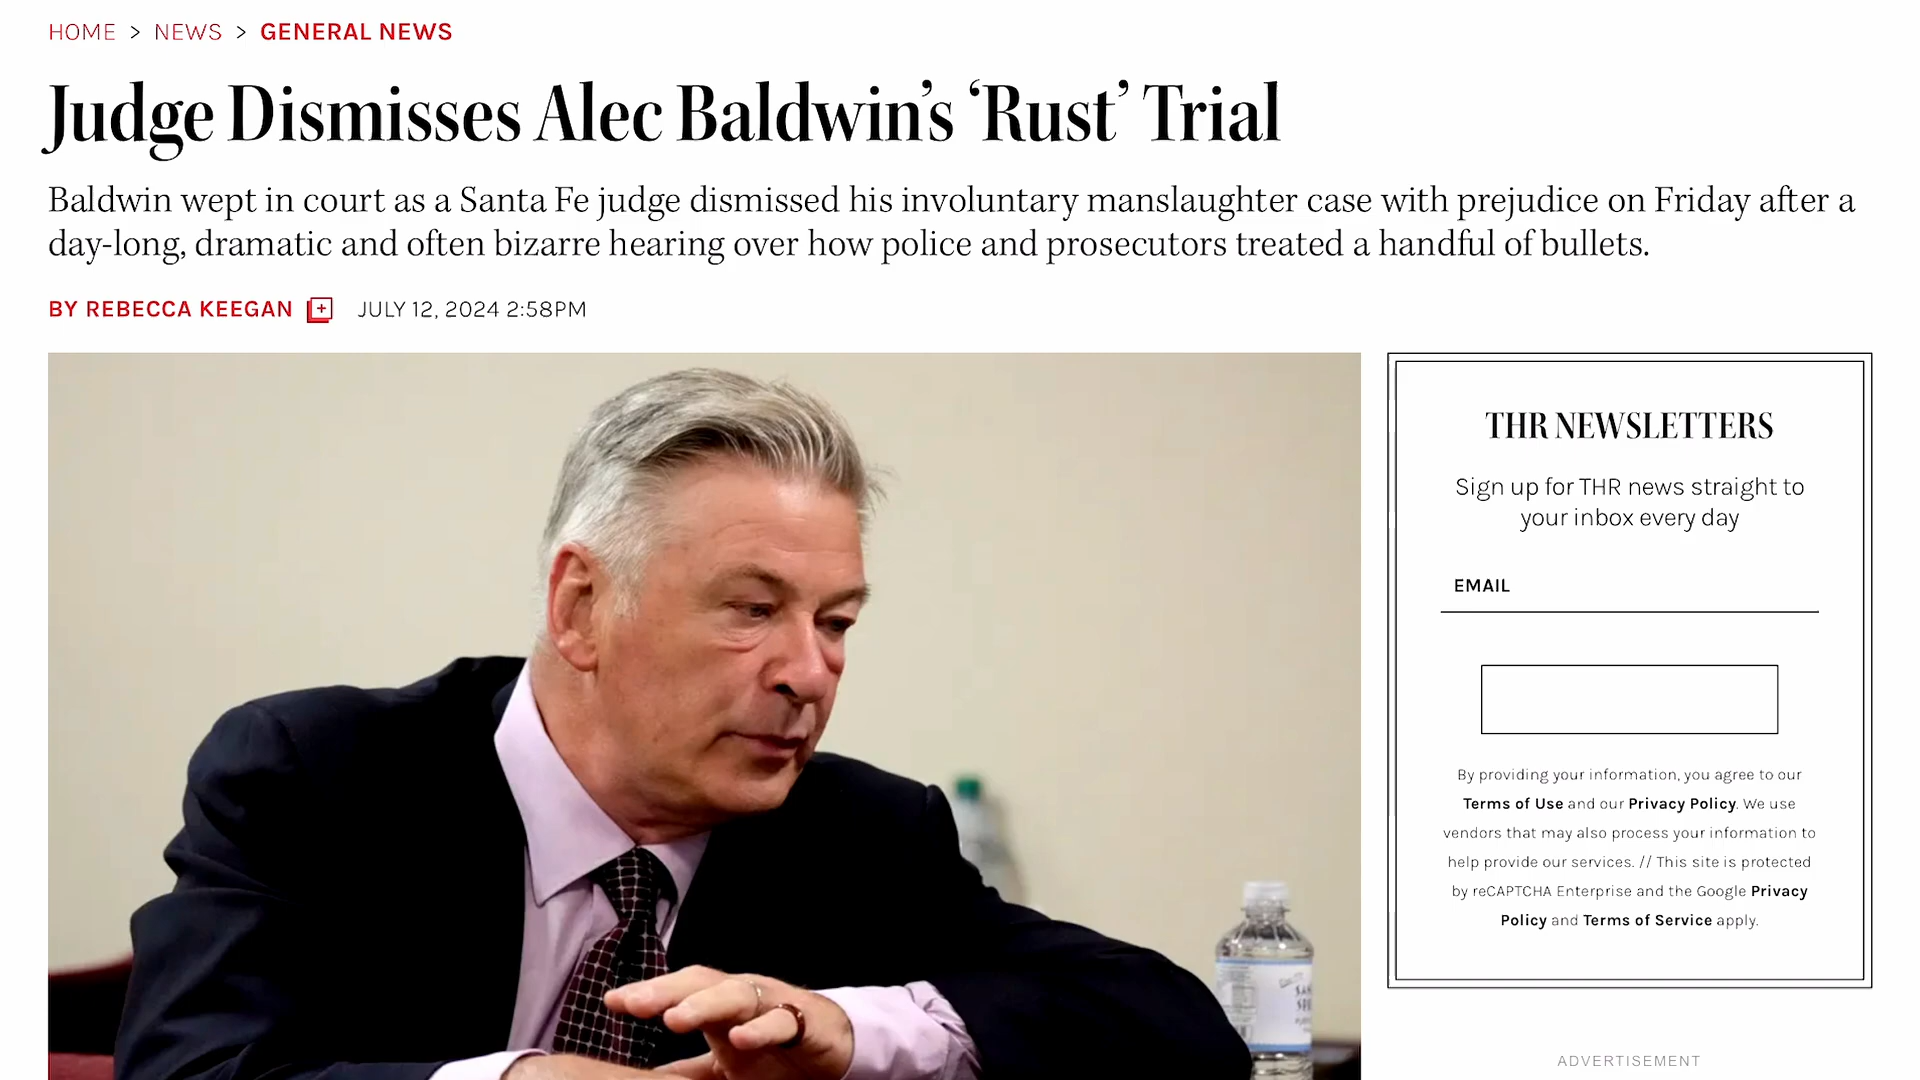 HOME > NEWS > GENERAL NEWS
Judge Dismisses Alec Baldwin’s ‘Rust’ Trial
Baldwin wept in court as a Santa Fe judge dismissed his involuntary manslaughter case with prejudice on Friday after a
day-long, dramatic and often bizarre hearing over how police and prosecutors treated a handful of bullets.
BY REBECCA KEEGAN JULY 12, 2024 2:58PM
THR NEWSLETTERS
Sign up for THR news straight to
your inbox every day
EMAIL
By providing your information, you agree to our
Terms of Use and our Privacy Policy. We use
vendors that may also process your information to
help provide our services. // This site is protected
by reCAPTCHA Enterprise and the Google Privacy
Policy and Terms of Service apply.
ADVERTISEMENT